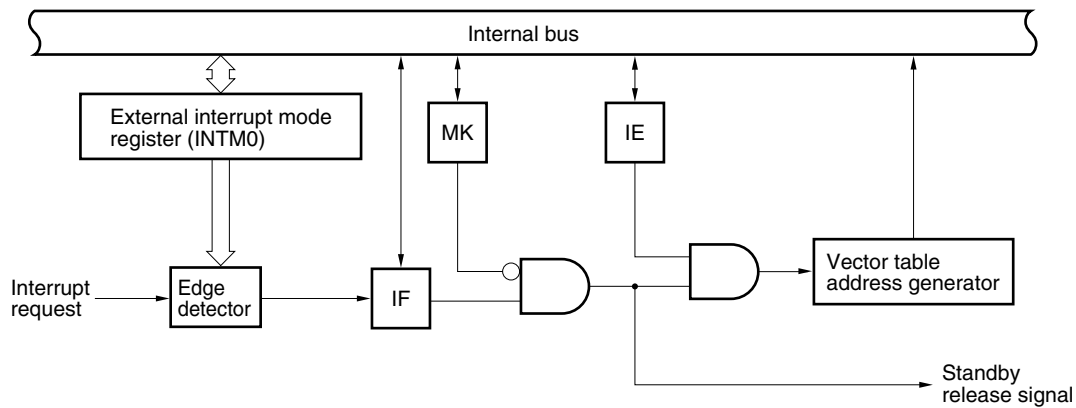 Internal bus
External interrupt mode
register (INTM0)
MK
IE
Interrupt
request
Edge
detector
IF
Vector table
address generator
Standby
release signal